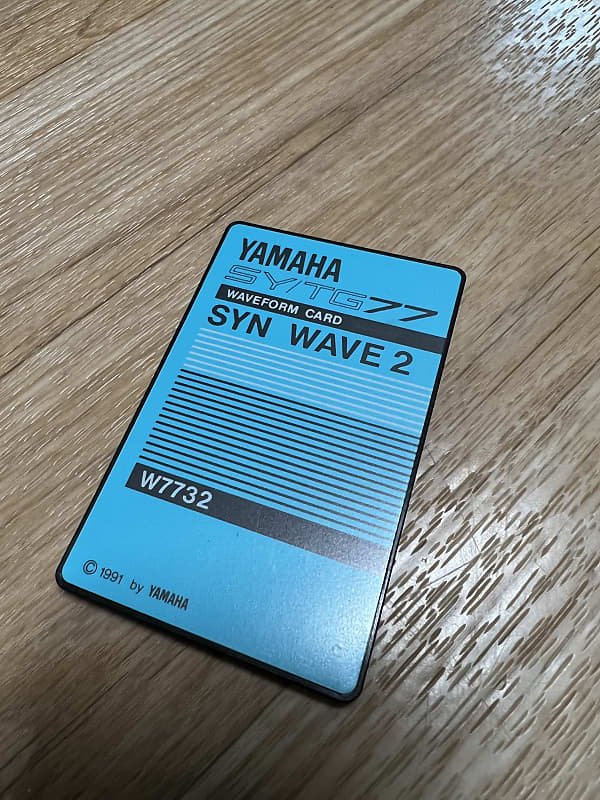 YAMAHA
SY/TG77
WAVEFORM CARD
SYN WAVE 2
W7732
© 1991 by YAMAHA